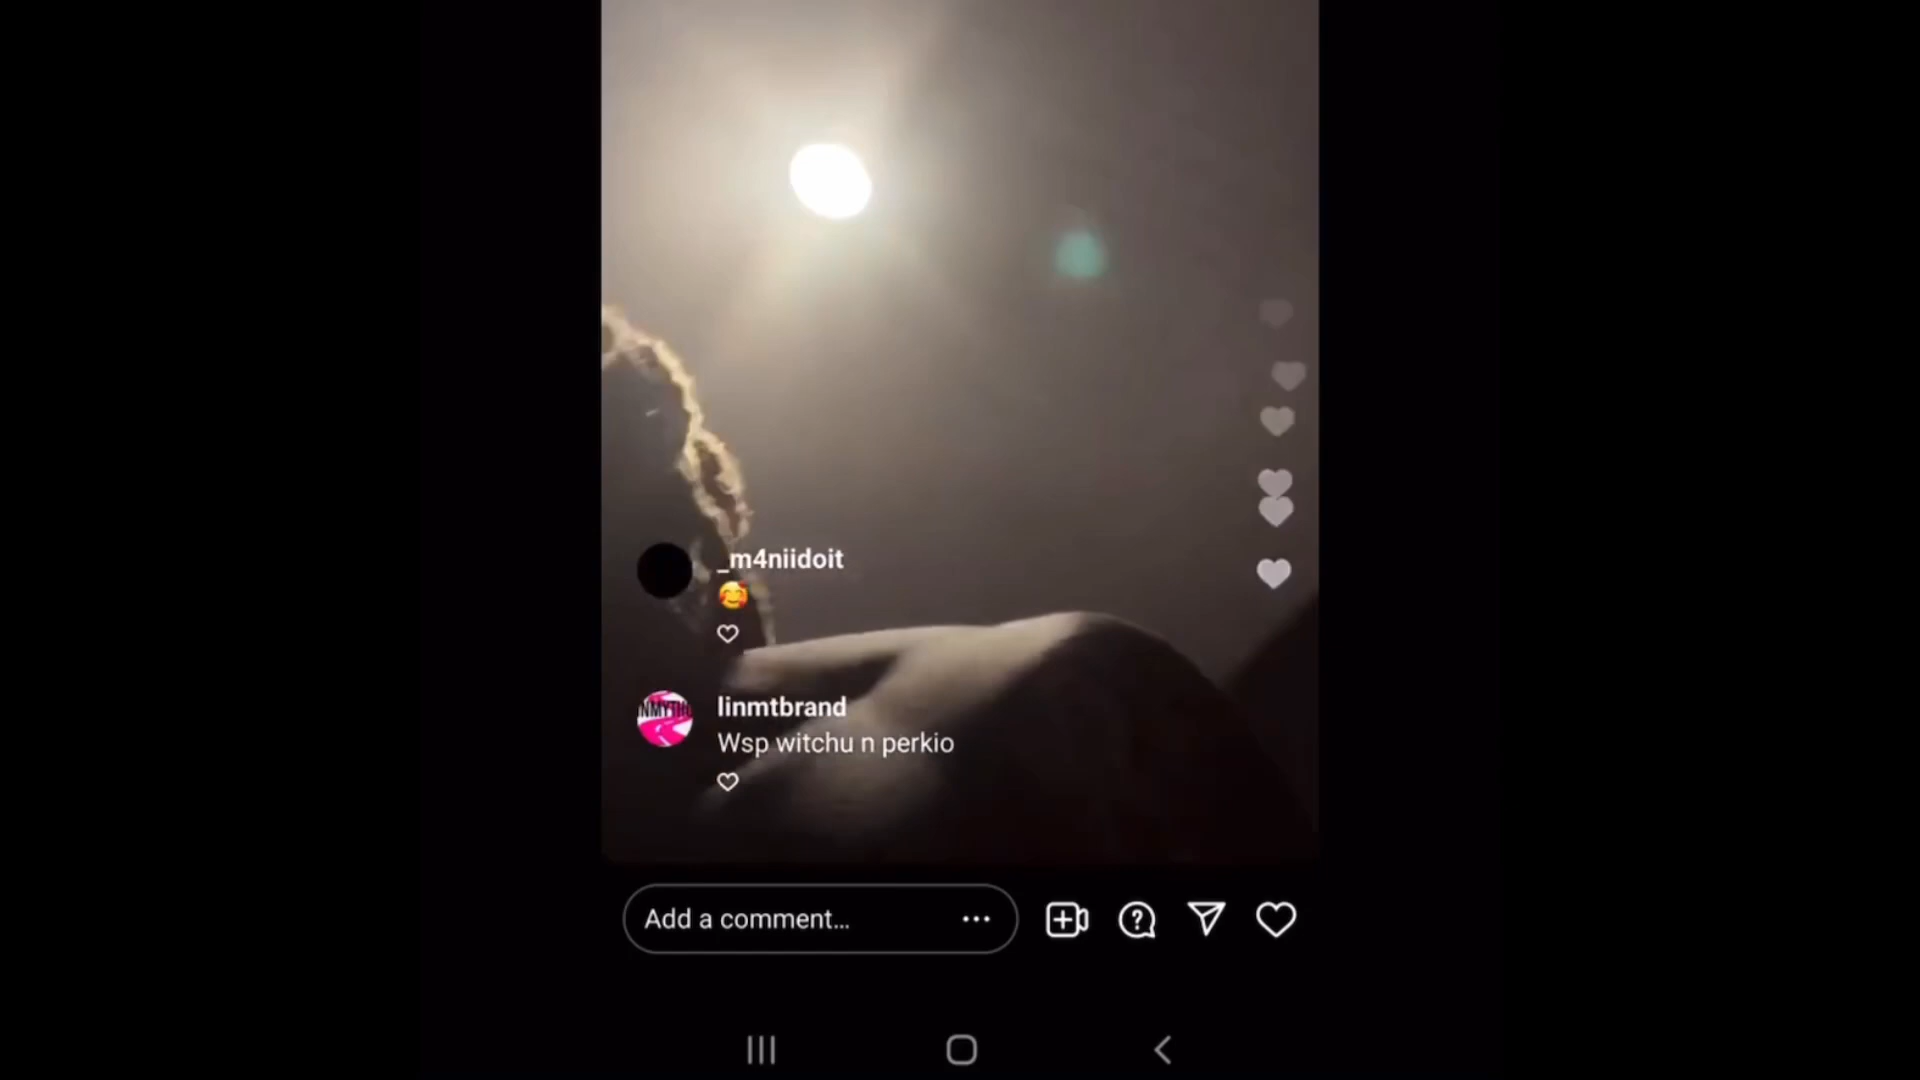 _m4niidoit
🥰
linmtbrand
Wsp witchu n perkio
Add a comment...